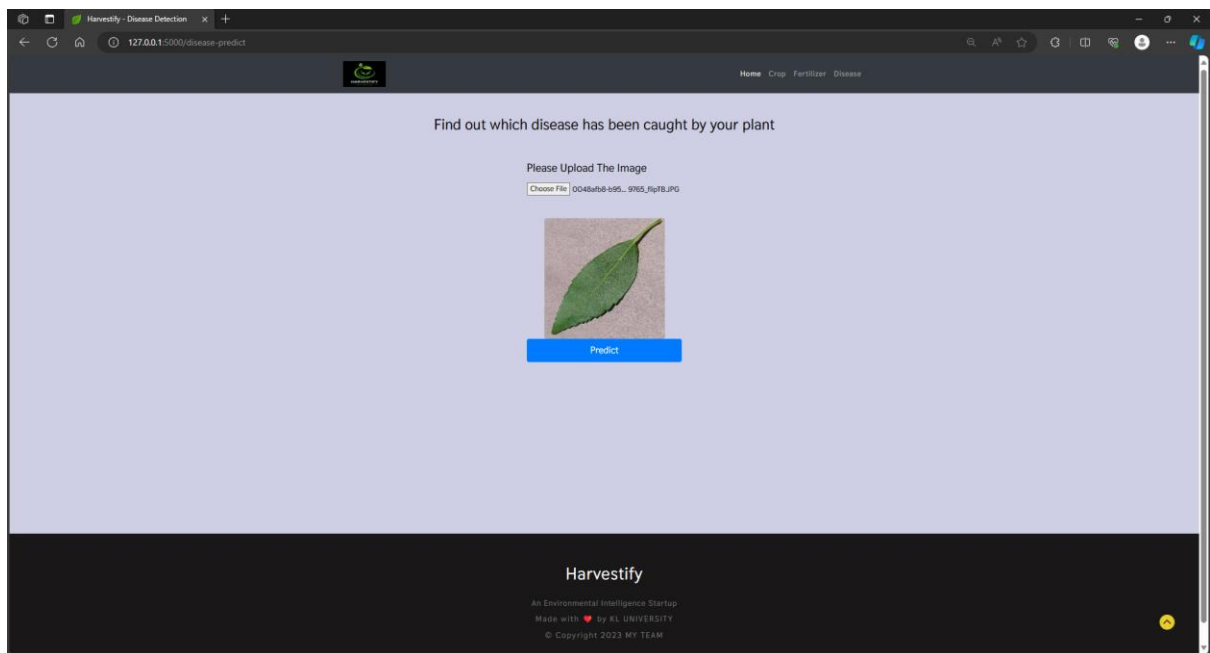 Harvestify - Disease Detection
127.0.0.1:5000/disease-predict
Home Crop Fertilizer Disease
Find out which disease has been caught by your plant
Please Upload The Image
Choose File 0048afb8-b95... 9765_flipTB.JPG
Predict
Harvestify
An Environmental Intelligence Startup
Made with ❤ by KL UNIVERSITY
© Copyright 2023 MY TEAM